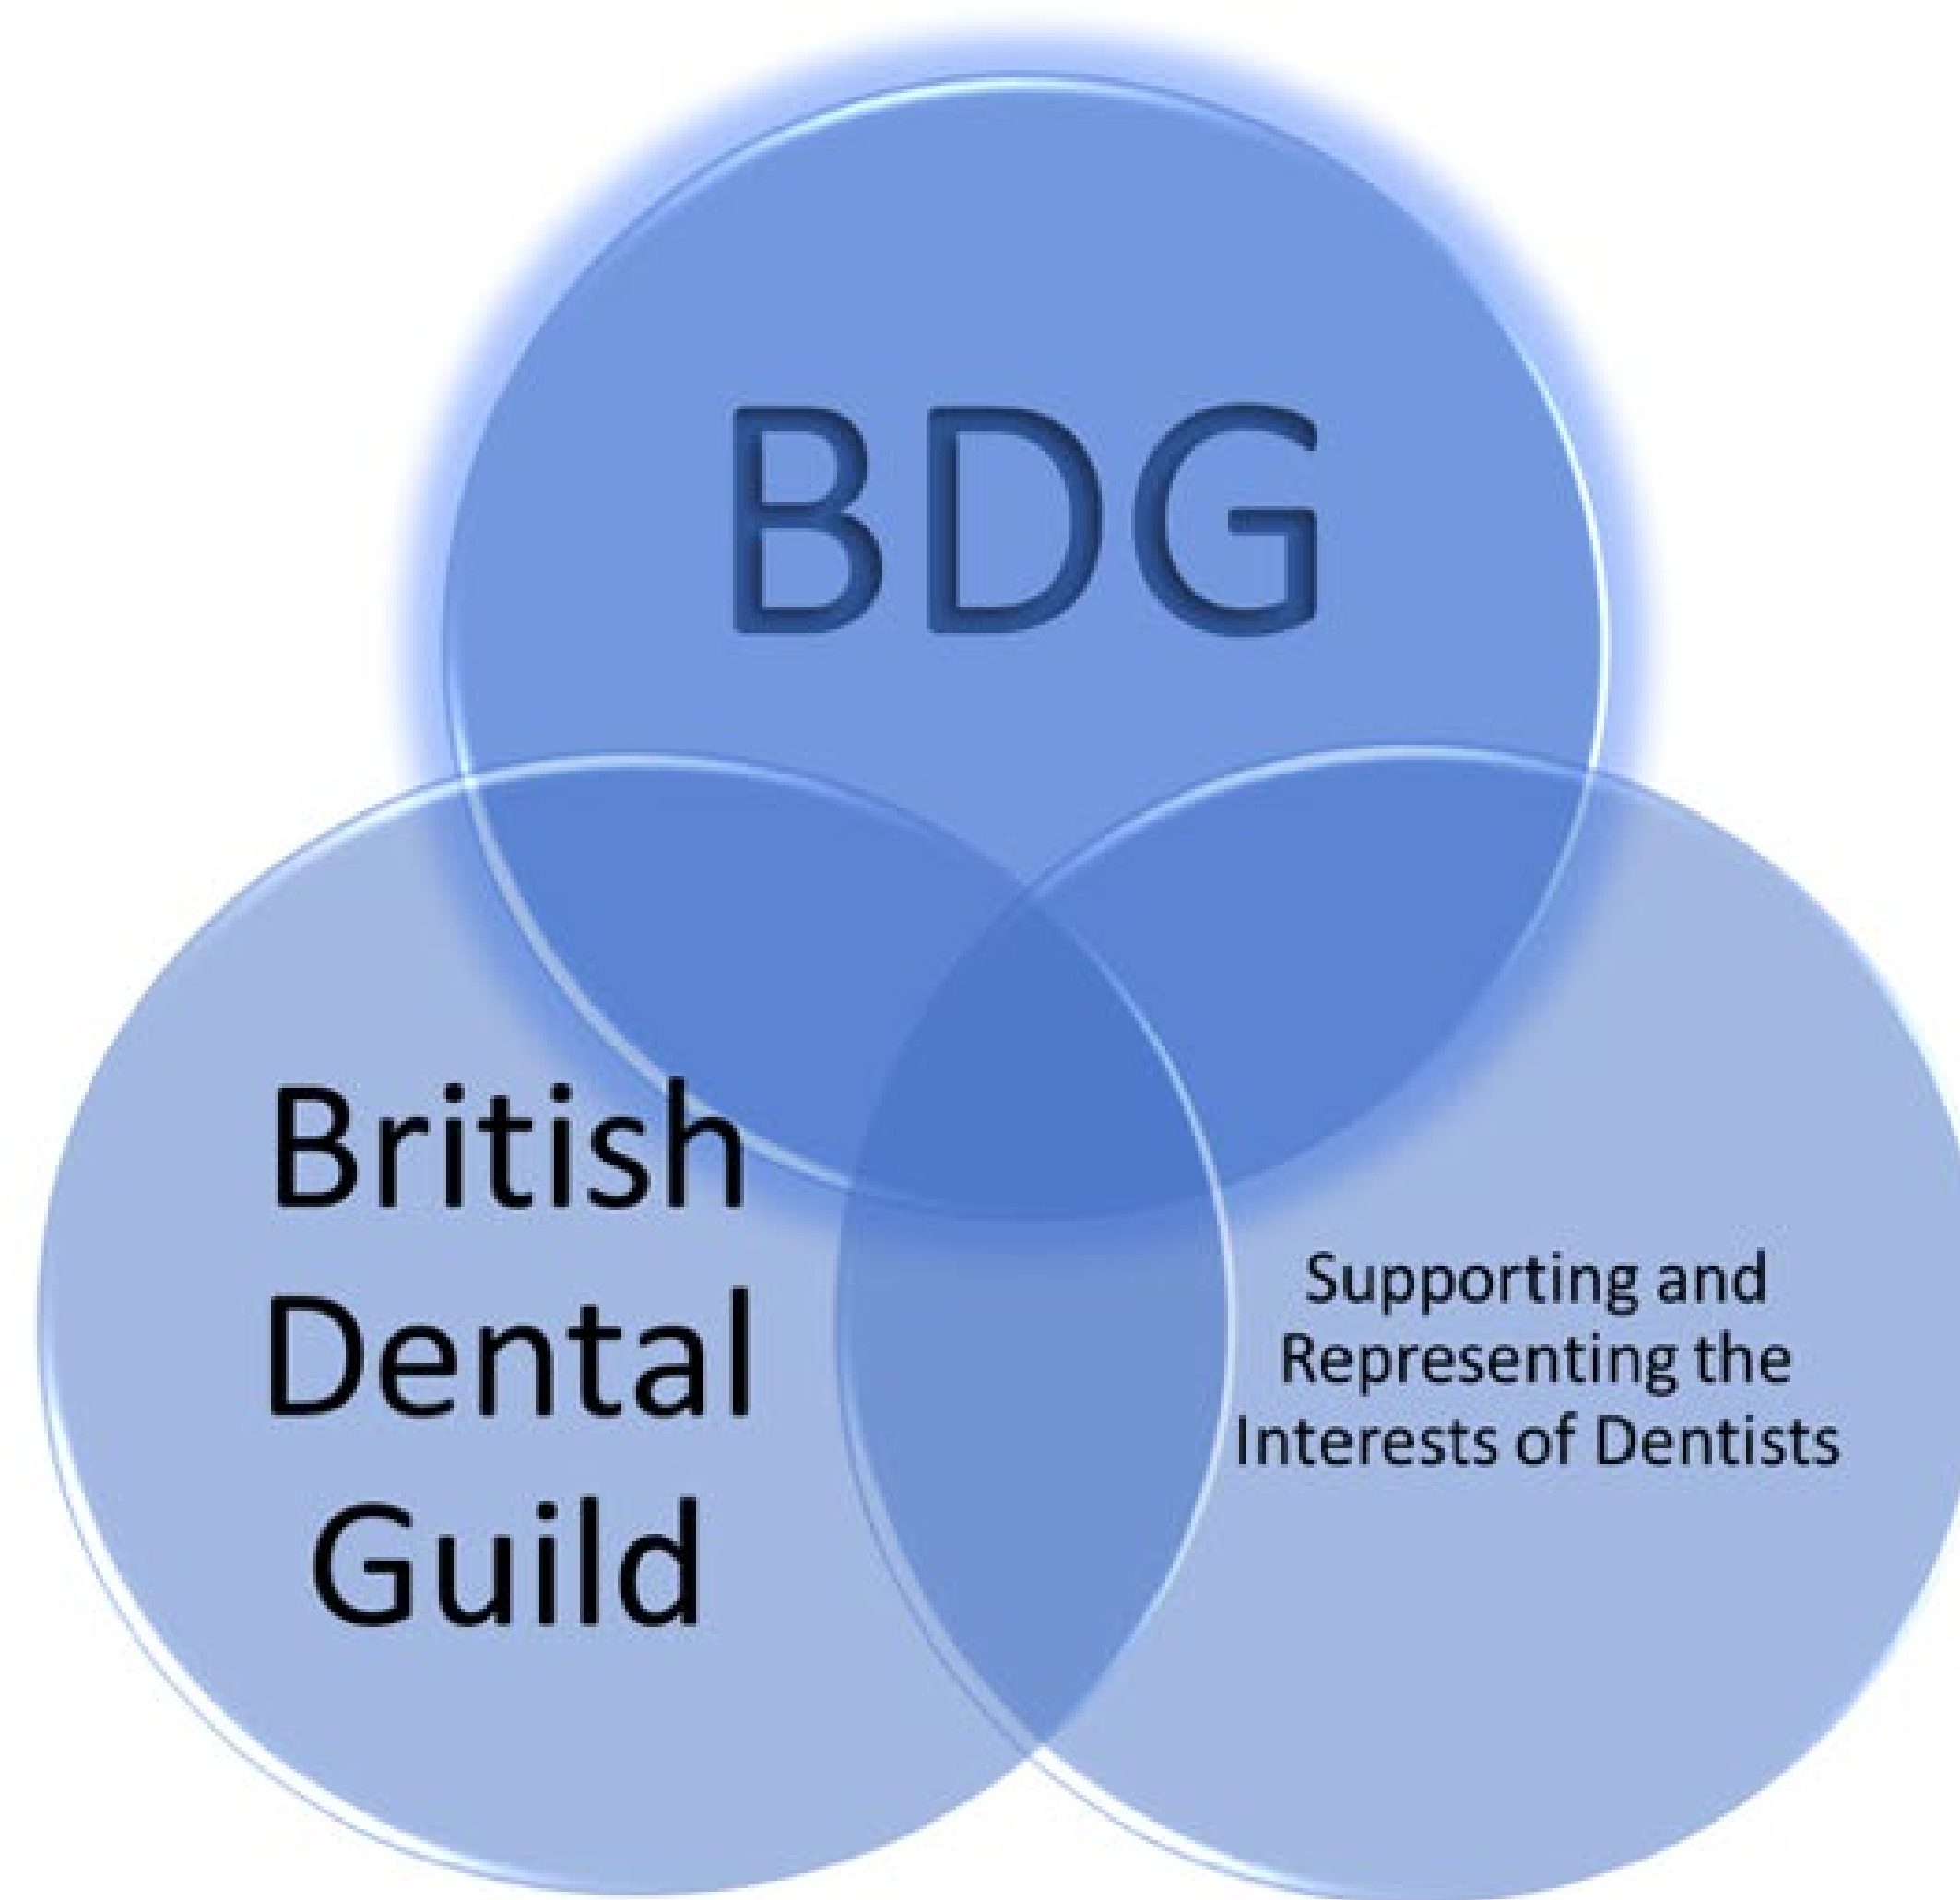 BDG
British
Dental
Guild
Supporting and
Representing the
Interests of Dentists